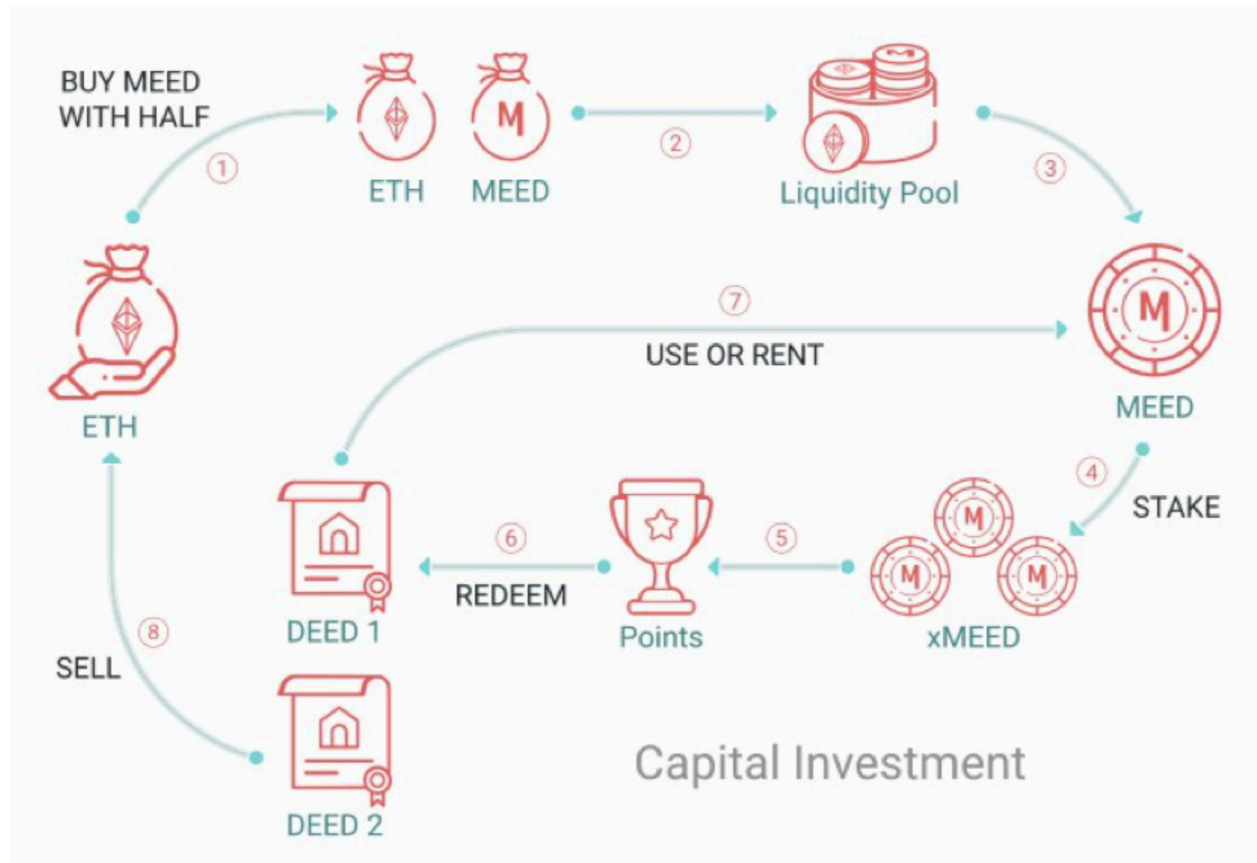 BUY MEED
WITH HALF
①
ETH
M
MEED
②
M
Liquidity Pool
③
ETH
⑦
USE OR RENT
M
MEED
④
STAKE
M
M
M
xMEED
⑤
Points
⑥
REDEEM
DEED 1
⑧
SELL
DEED 2
Capital Investment